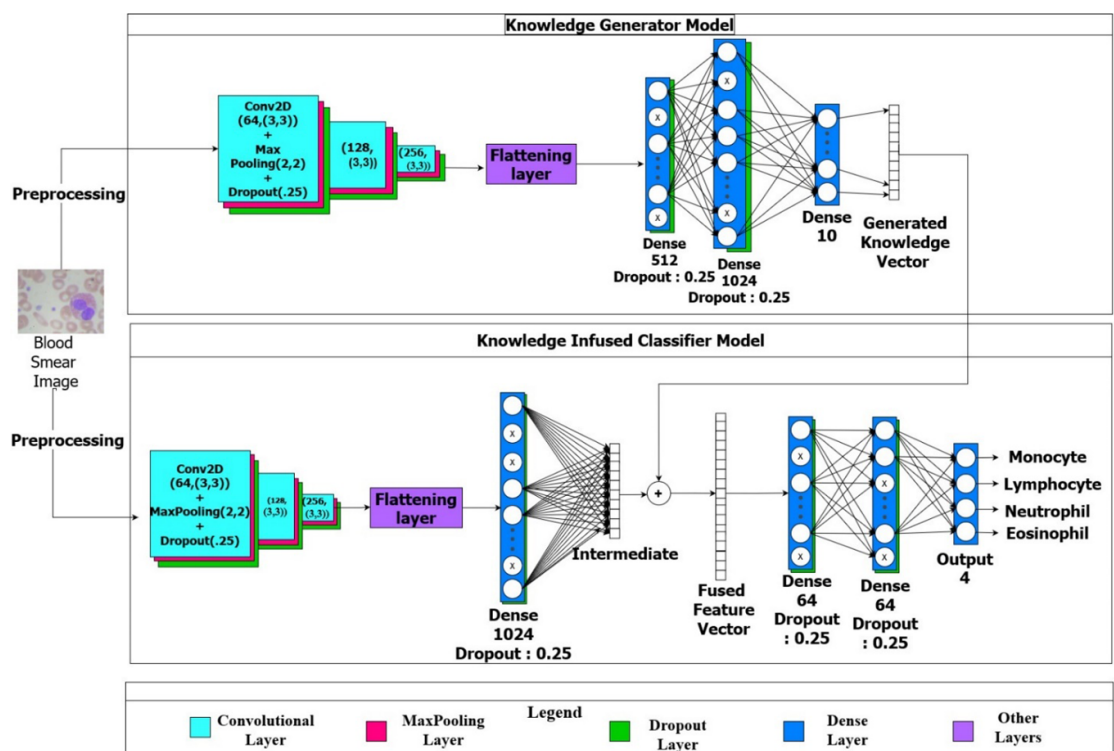 Knowledge Generator Model
Conv2D
(64,(3,3))
+
Max
Pooling(2,2)
+
Dropout(.25)
(128,
(3,3))
(256,
(3,3))
Flattening
layer
Dense
512
Dropout : 0.25
x
x
Dense
1024
Dropout : 0.25
x
x
x
Dense
10
Generated
Knowledge
Vector
Preprocessing
Blood
Smear
Image
Preprocessing
Knowledge Infused Classifier Model
Conv2D
(64,(3,3))
+
MaxPooling(2,2)
+
Dropout(.25)
(128,
(3,3))
(256,
(3,3))
Flattening
layer
x
x
x
Dense
1024
Dropout : 0.25
Intermediate
+
Fused
Feature
Vector
x
x
Dense
64
Dropout
: 0.25
x
x
Dense
64
Dropout
: 0.25
Output
4
Monocyte
Lymphocyte
Neutrophil
Eosinophil
Legend
Convolutional
Layer
MaxPooling
Layer
Dropout
Layer
Dense
Layer
Other
Layers